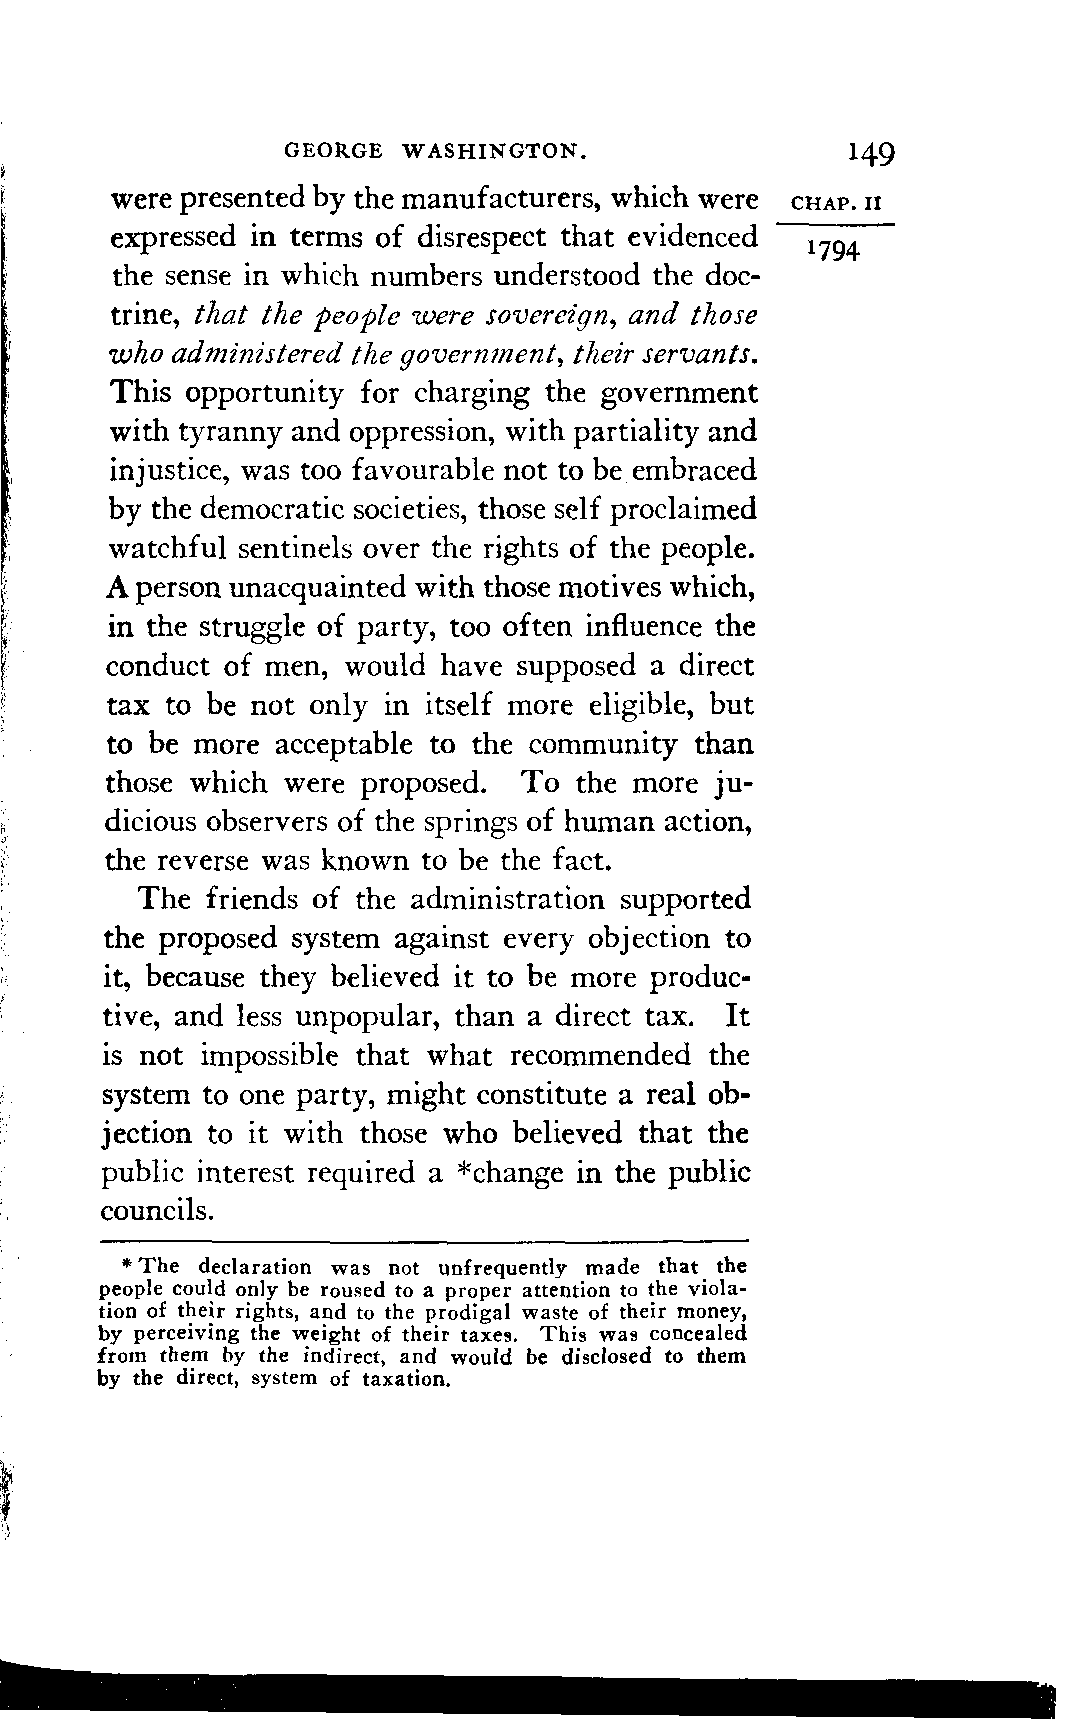 GEORGE WASHINGTON. 149
were presented by the manufacturers, which were CHAP. II
expressed in terms of disrespect that evidenced 1794
the sense in which numbers understood the doc-
trine, that the people were sovereign, and those
who administered the government, their servants.
This opportunity for charging the government
with tyranny and oppression, with partiality and
injustice, was too favourable not to be embraced
by the democratic societies, those self proclaimed
watchful sentinels over the rights of the people.
A person unacquainted with those motives which,
in the struggle of party, too often influence the
conduct of men, would have supposed a direct
tax to be not only in itself more eligible, but
to be more acceptable to the community than
those which were proposed. To the more ju-
dicious observers of the springs of human action,
the reverse was known to be the fact.
The friends of the administration supported
the proposed system against every objection to
it, because they believed it to be more produc-
tive, and less unpopular, than a direct tax. It
is not impossible that what recommended the
system to one party, might constitute a real ob-
jection to it with those who believed that the
public interest required a *change in the public
councils.
* The declaration was not unfrequently made that the
people could only be roused to a proper attention to the viola-
tion of their rights, and to the prodigal waste of their money,
by perceiving the weight of their taxes. This was concealed
from them by the indirect, and would be disclosed to them
by the direct, system of taxation.